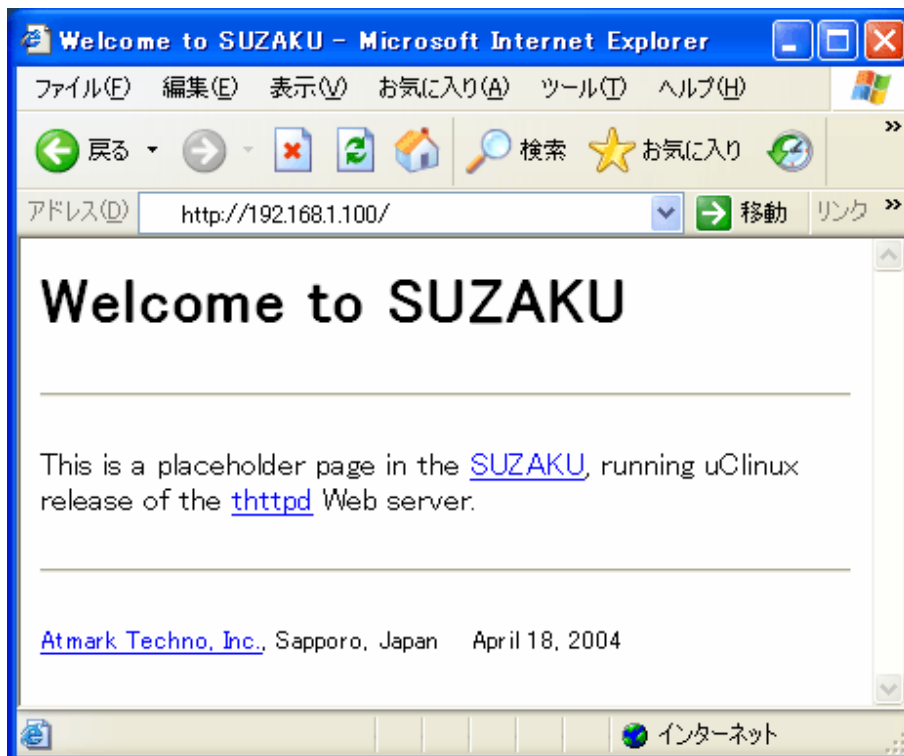 Welcome to SUZAKU - Microsoft Internet Explorer
ファイル(F) 編集(E) 表示(V) お気に入り(A) ツール(T) ヘルプ(H)
戻る 検索 お気に入り »
アドレス(D) http://192.168.1.100/ 移動 リンク »
Welcome to SUZAKU
This is a placeholder page in the SUZAKU, running uClinux
release of the thttpd Web server.
Atmark Techno, Inc., Sapporo, Japan April 18, 2004
インターネット